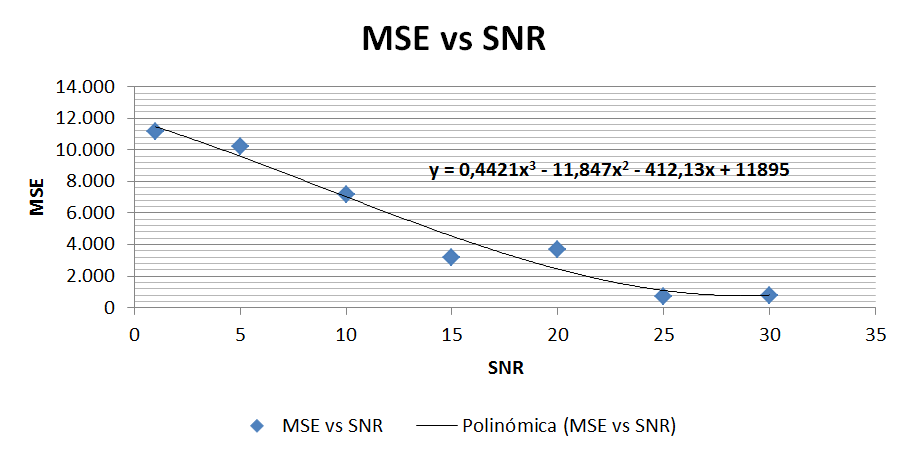 MSE vs SNR
14.000
12.000
10.000
8.000
6.000
4.000
2.000
0
MSE
y = 0,4421x³ - 11,847x² - 412,13x + 11895
0 5 10 15 20 25 30 35
SNR
MSE vs SNR
Polinómica (MSE vs SNR)